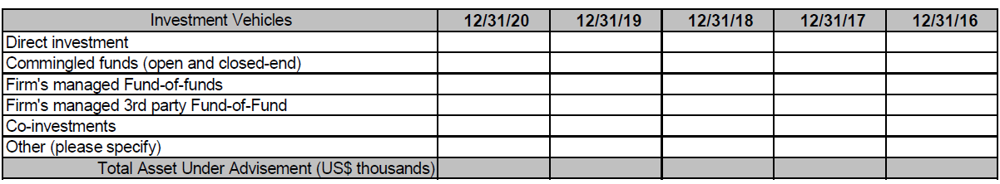 Investment Vehicles 12/31/20 12/31/19 12/31/18 12/31/17 12/31/16
Direct investment
Commingled funds (open and closed-end)
Firm's managed Fund-of-funds
Firm's managed 3rd party Fund-of-Fund
Co-investments
Other (please specify)
Total Asset Under Advisement (US$ thousands)